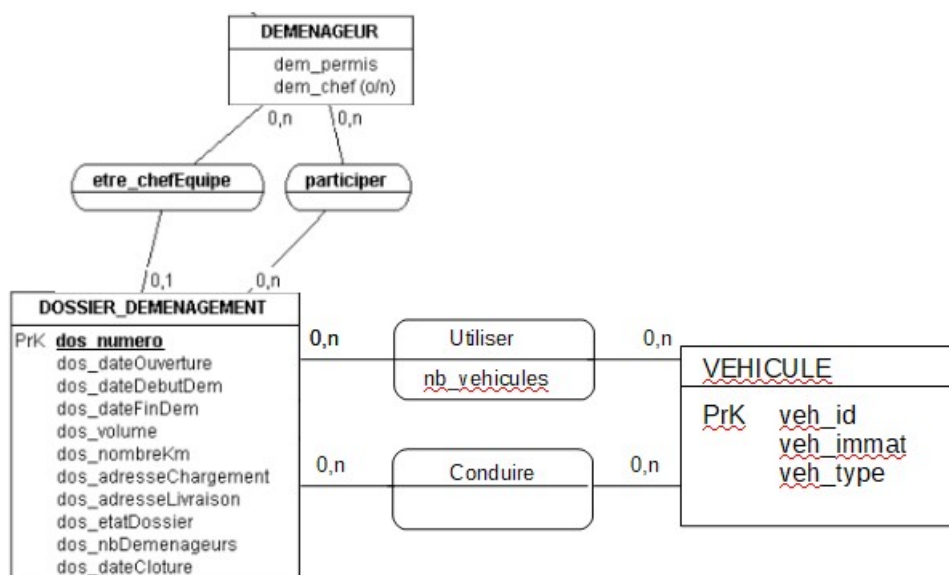 DEMENAGEUR
dem_permis
dem_chef (o/n)
0,n
0,n
etre_chefEquipe
participer
0,1
0,n
DOSSIER_DEMENAGEMENT
PrK dos_numero
dos_dateOuverture
dos_dateDebutDem
dos_dateFinDem
dos_volume
dos_nombreKm
dos_adresseChargement
dos_adresseLivraison
dos_etatDossier
dos_nbDemenageurs
dos_dateCloture
0,n
Utiliser
0,n
nb_vehicules
0,n
Conduire
0,n
VEHICULE
PrK veh_id
veh_immat
veh_type